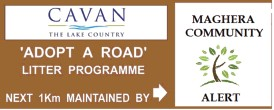 CAVAN
THE LAKE COUNTRY
'ADOPT A ROAD'
LITTER PROGRAMME
NEXT 1Km MAINTAINED BY
MAGHERA
COMMUNITY
ALERT